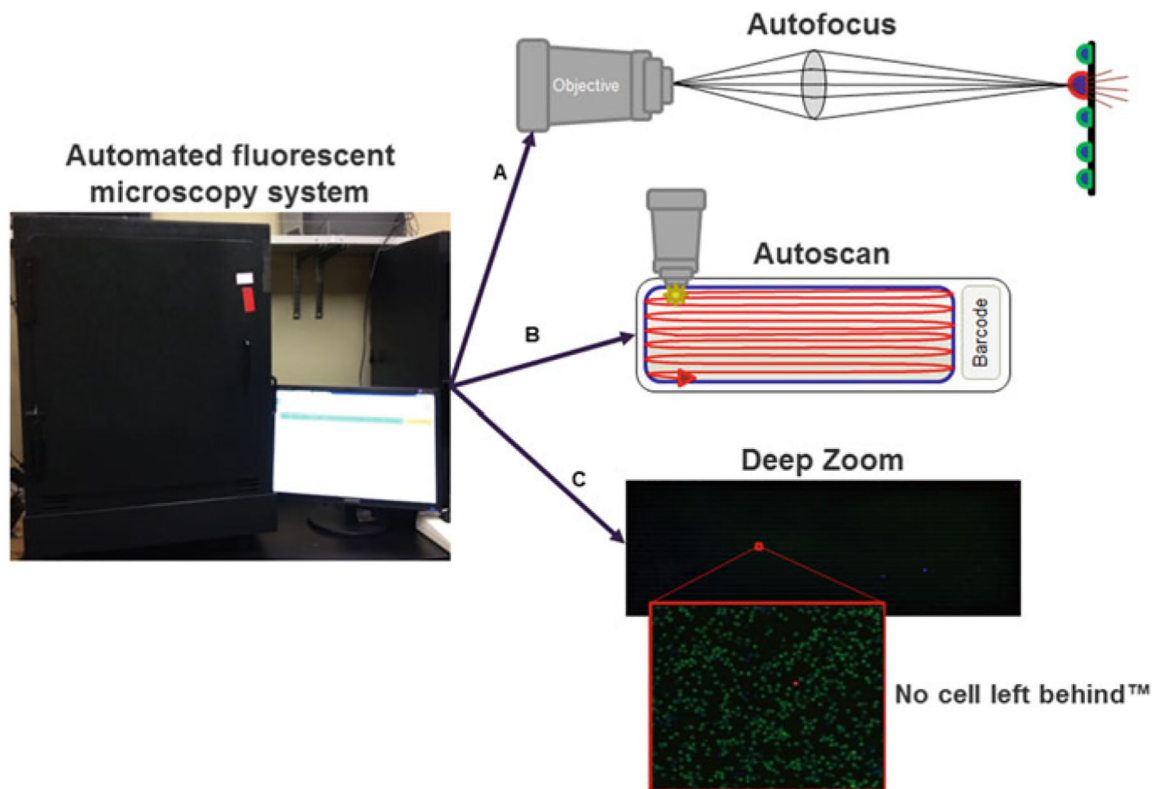 Autofocus
Objective
A
Automated fluorescent
microscopy system
Autoscan
B
Barcode
C
Deep Zoom
No cell left behind™